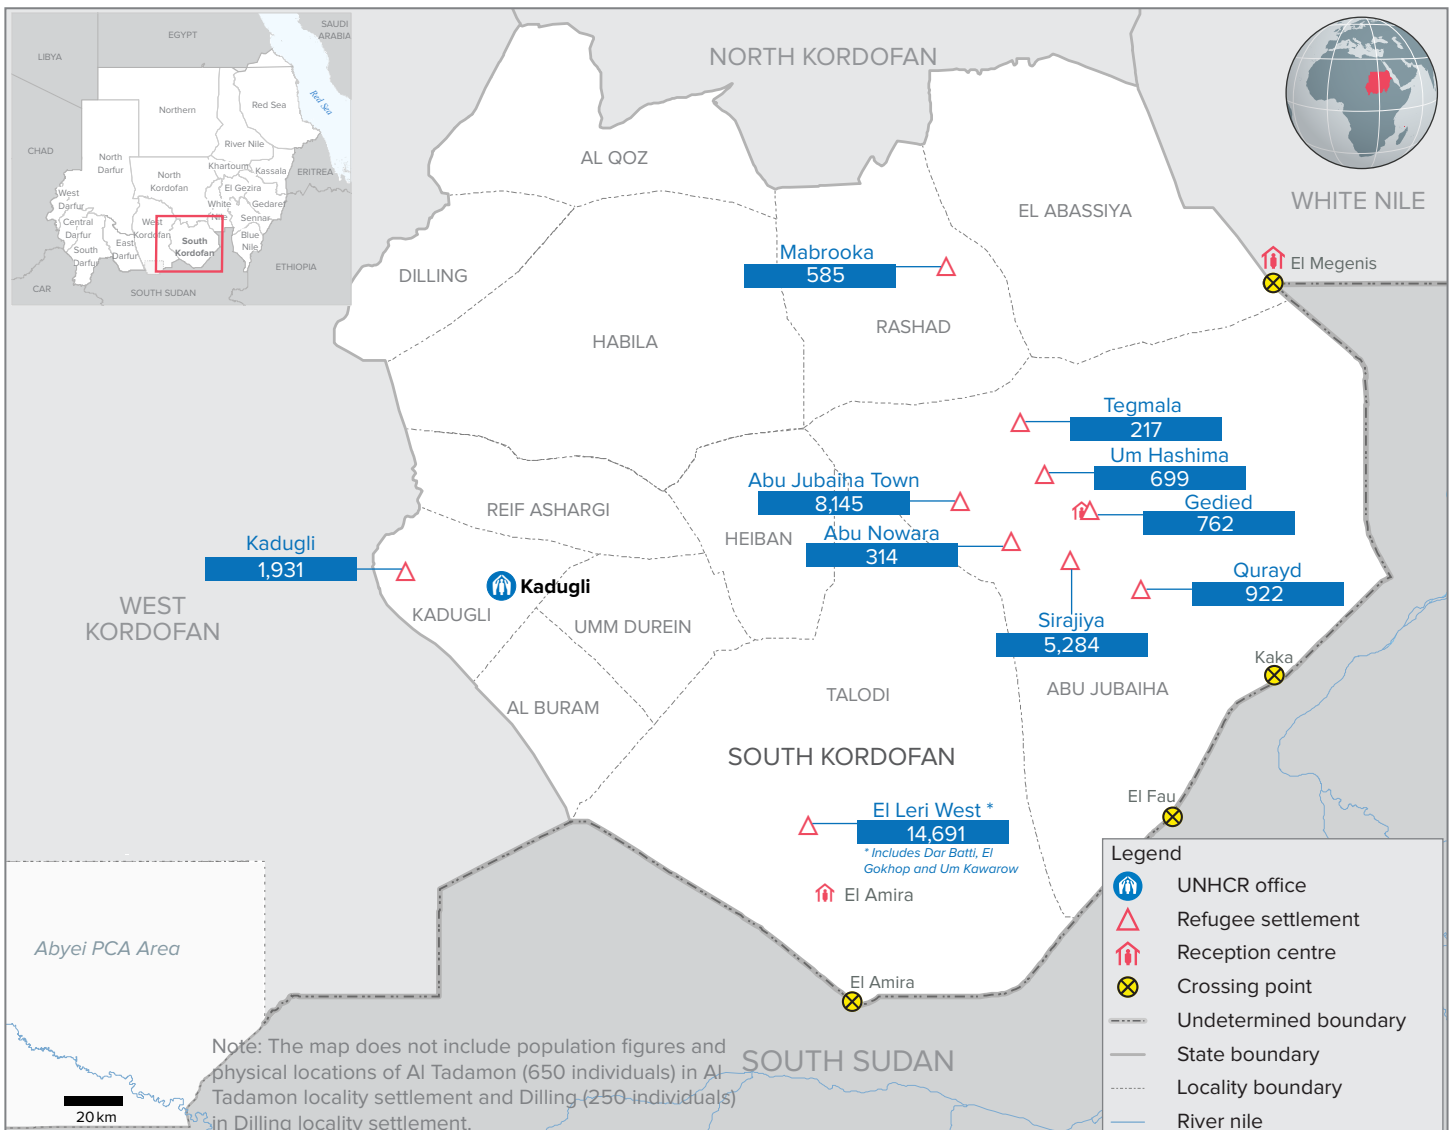 SAUDI
ARABIA
EGYPT
LIBYA
Red Sea
Northern
Red Sea
River Nile
CHAD
North
Darfur
Khartoum
Kassala
ERITREA
North
Kordofan
El Gezira
West
Darfur
White
Nile
Gedaref
Central
Darfur
West
Kordofan
Sennar
South
Kordofan
Blue
Nile
East
Darfur
South
Darfur
ETHIOPIA
CAR
SOUTH SUDAN
NORTH KORDOFAN
WHITE NILE
AL QOZ
EL ABASSIYA
Mabrooka
585
El Megenis
DILLING
RASHAD
HABILA
Tegmala
217
Um Hashima
699
Abu Jubaiha Town
8,145
Gedied
762
REIF ASHARGI
HEIBAN
Abu Nowara
314
Kadugli
1,931
Kadugli
Qurayd
922
WEST
KORDOFAN
KADUGLI
UMM DUREIN
Sirajiya
5,284
Kaka
TALODI
ABU JUBAIHA
AL BURAM
SOUTH KORDOFAN
El Fau
El Leri West *
14,691
* Includes Dar Batti, El
Gokhop and Um Kawarow
El Amira
Abyei PCA Area
El Amira
SOUTH SUDAN
Note: The map does not include population figures and
physical locations of Al Tadamon (650 individuals) in Al
Tadamon locality settlement and Dilling (250 individuals)
in Dilling locality settlement.
20 km
Legend
UNHCR office
Refugee settlement
Reception centre
Crossing point
Undetermined boundary
State boundary
Locality boundary
River nile